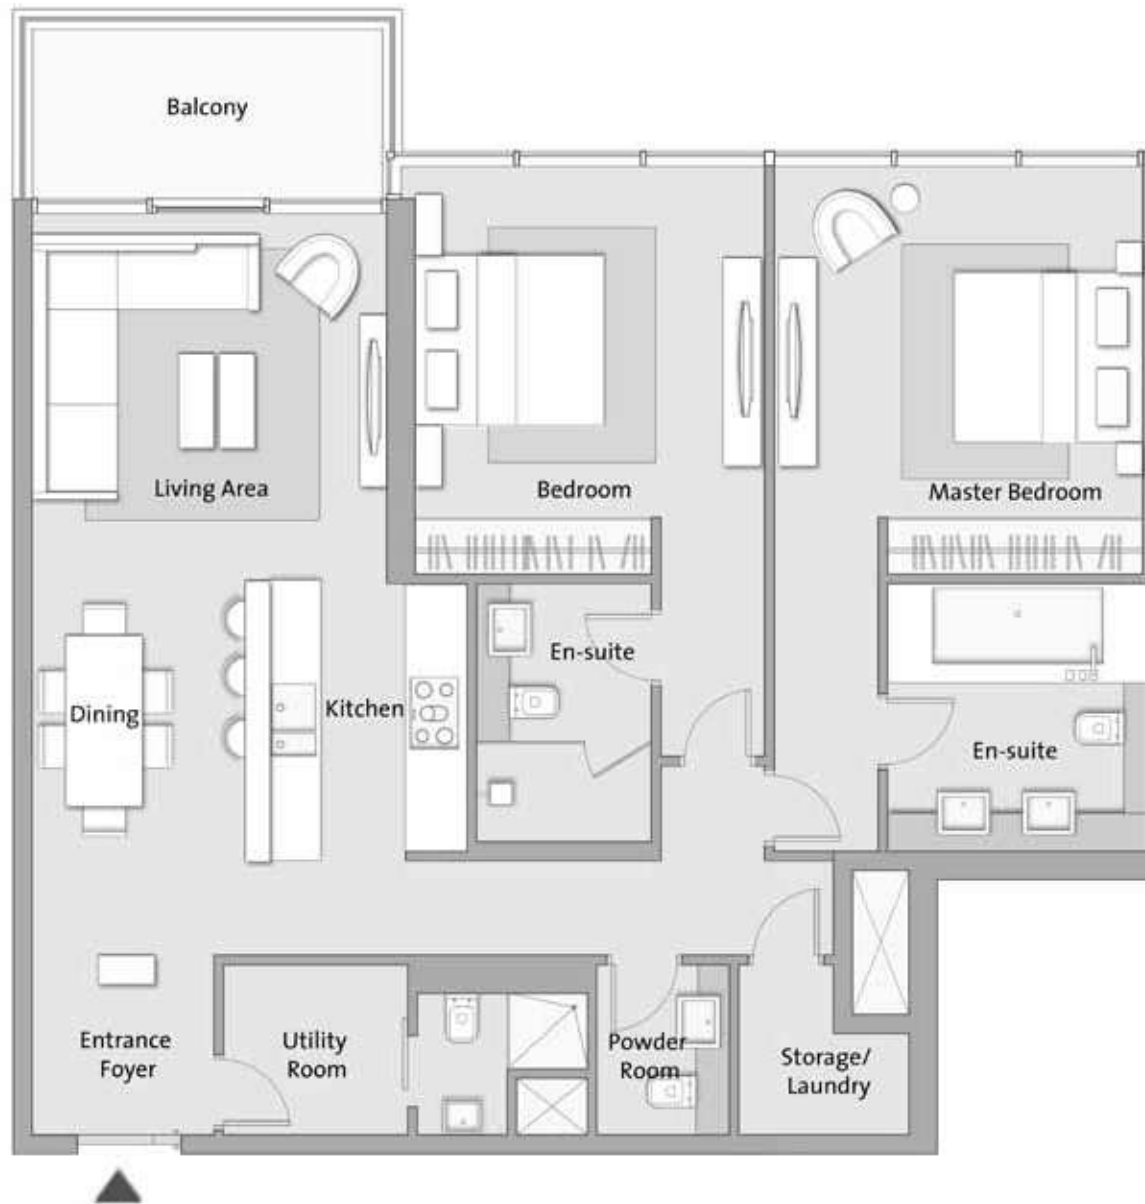 Balcony
Living Area
Bedroom
Master Bedroom
En-suite
Dining
Kitchen
En-suite
Entrance
Foyer
Utility
Room
Powder
Room
Storage/
Laundry